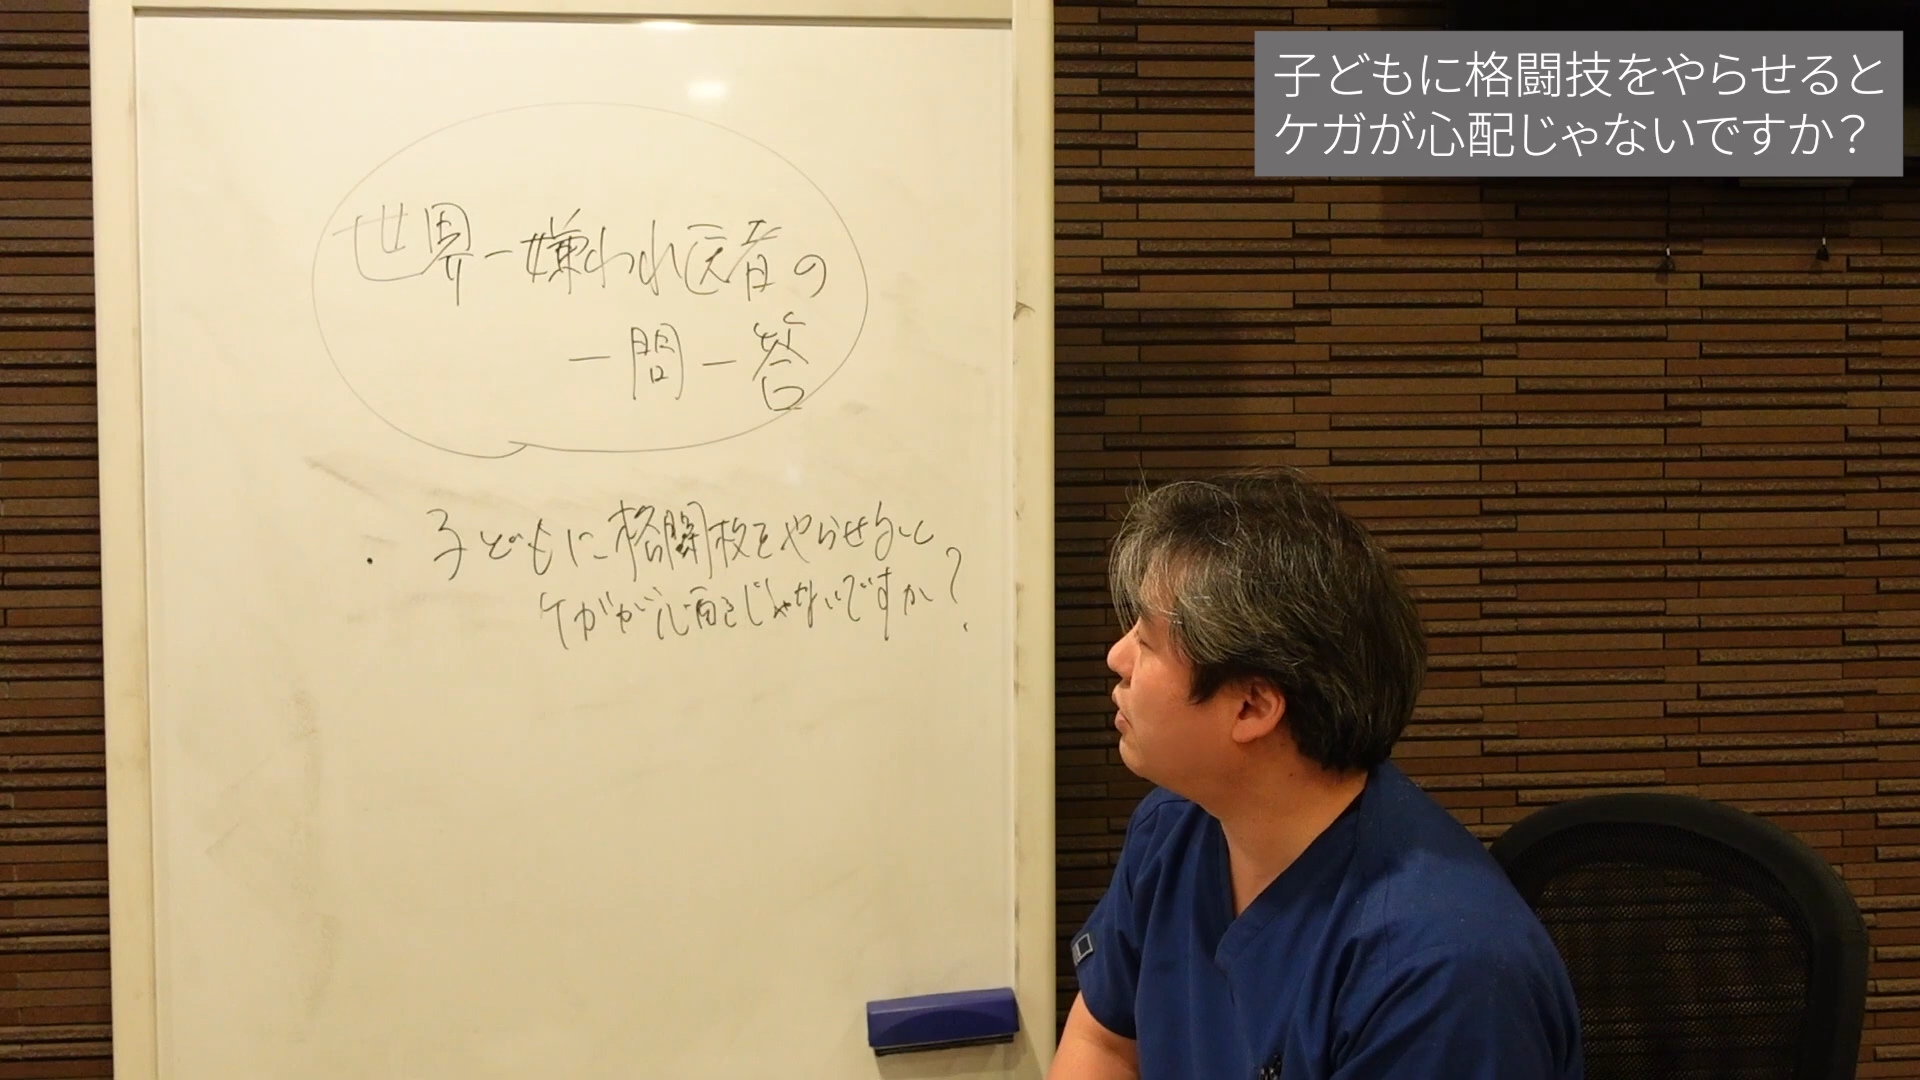 子どもに格闘技をやらせると
ケガが心配じゃないですか？
世界一嫌われ医者の
一問一答
・子どもに格闘技をやらせると
ケガが心配じゃないですか？